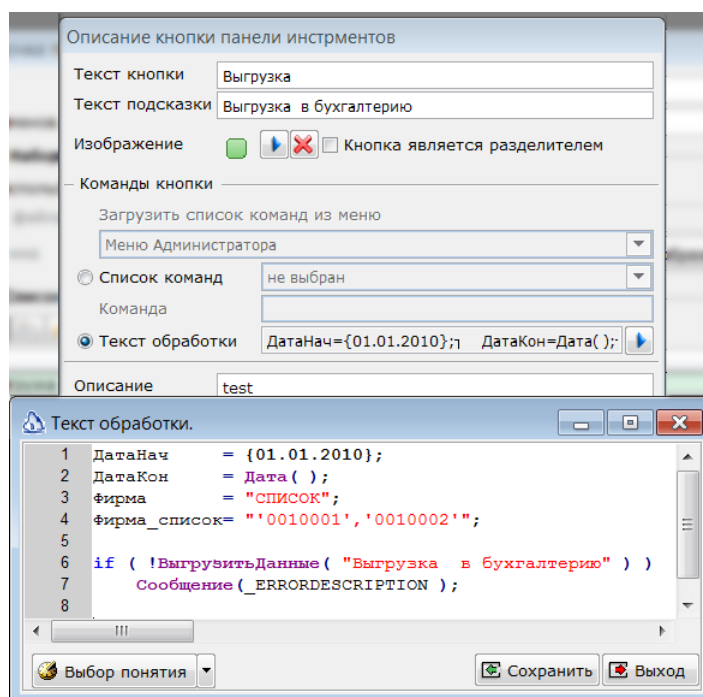 Описание кнопки панели инстрментов
Текст кнопки Выгрузка
Текст подсказки Выгрузка в бухгалтерию
Изображение Кнопка является разделителем
Команды кнопки
Загрузить список команд из меню
Меню Администратора
Список команд не выбран
Команда
Текст обработки ДатаНач={01.01.2010};┐ ДатаКон=Дата( );
Описание test
Текст обработки.
1 ДатаНач = {01.01.2010};
2 ДатаКон = Дата( );
3 Фирма = "СПИСОК";
4 Фирма_список= "'0010001','0010002'";
5
6 if ( !ВыгрузитьДанные( "Выгрузка в бухгалтерию" ) )
7 Сообщение(_ERRORDESCRIPTION );
8
Выбор понятия Сохранить Выход